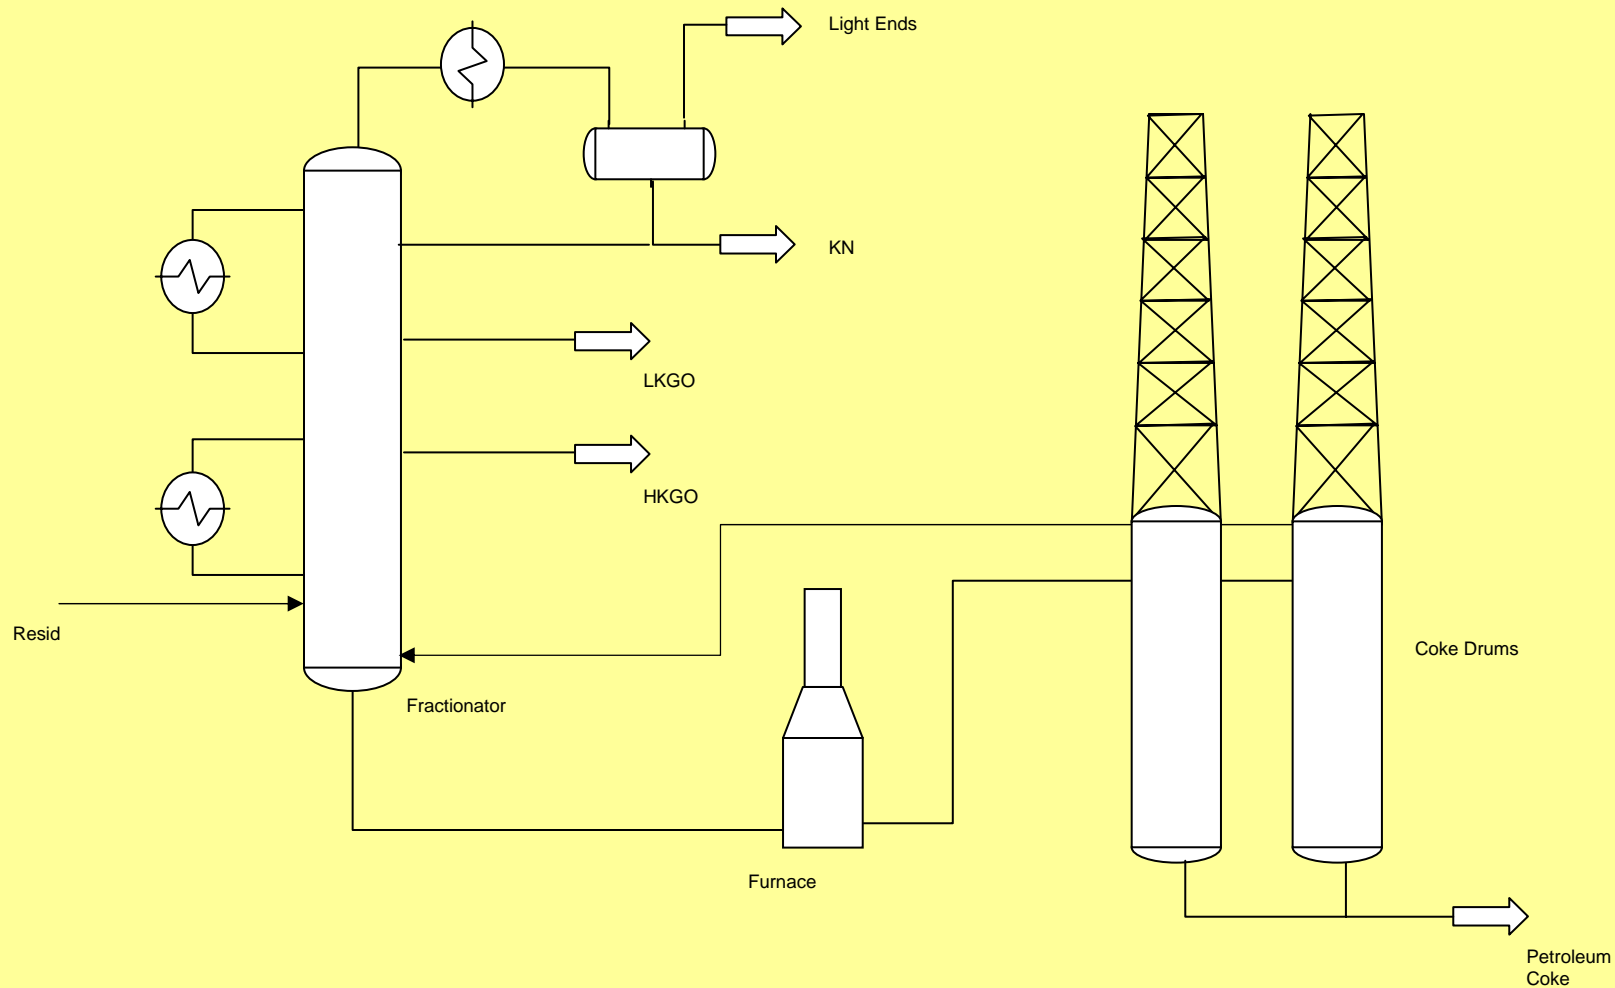 Light Ends
KN
LKGO
HKGO
Resid
Coke Drums
Fractionator
Furnace
Petroleum
Coke